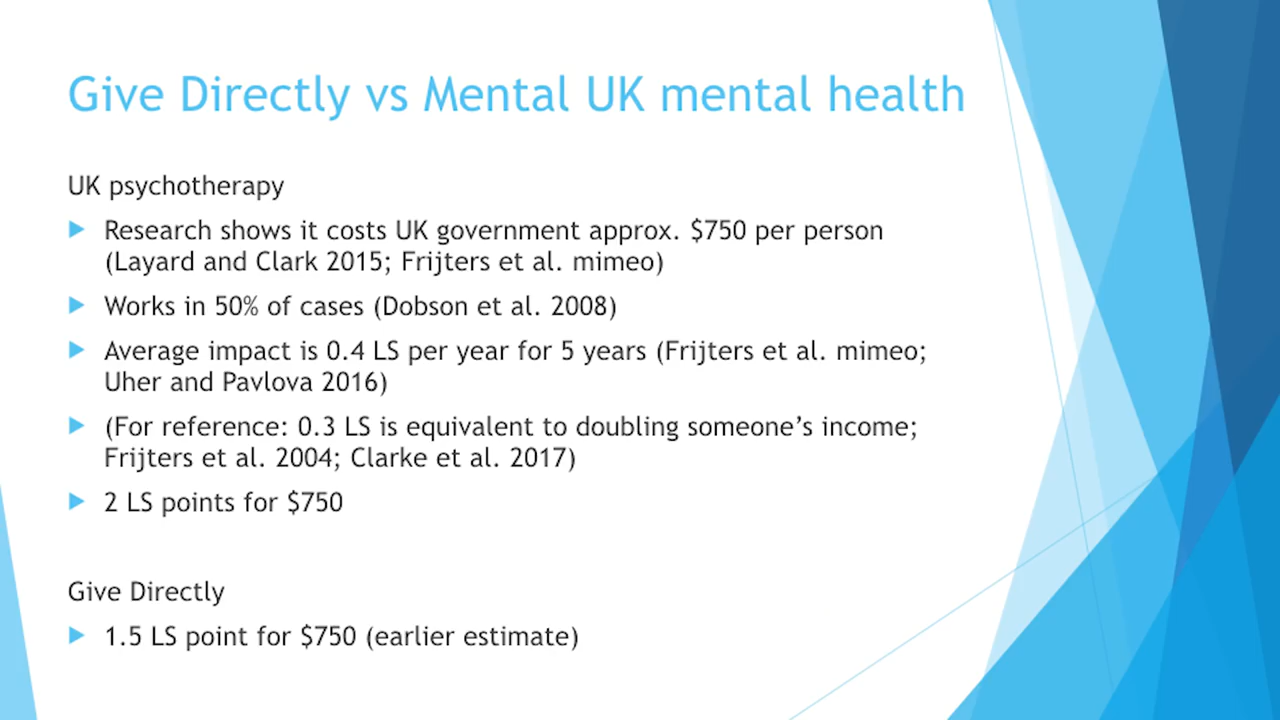 Give Directly vs Mental UK mental health
UK psychotherapy
Research shows it costs UK government approx. $750 per person
(Layard and Clark 2015; Frijters et al. mimeo)
Works in 50% of cases (Dobson et al. 2008)
Average impact is 0.4 LS per year for 5 years (Frijters et al. mimeo;
Uher and Pavlova 2016)
(For reference: 0.3 LS is equivalent to doubling someone’s income;
Frijters et al. 2004; Clarke et al. 2017)
2 LS points for $750
Give Directly
1.5 LS point for $750 (earlier estimate)